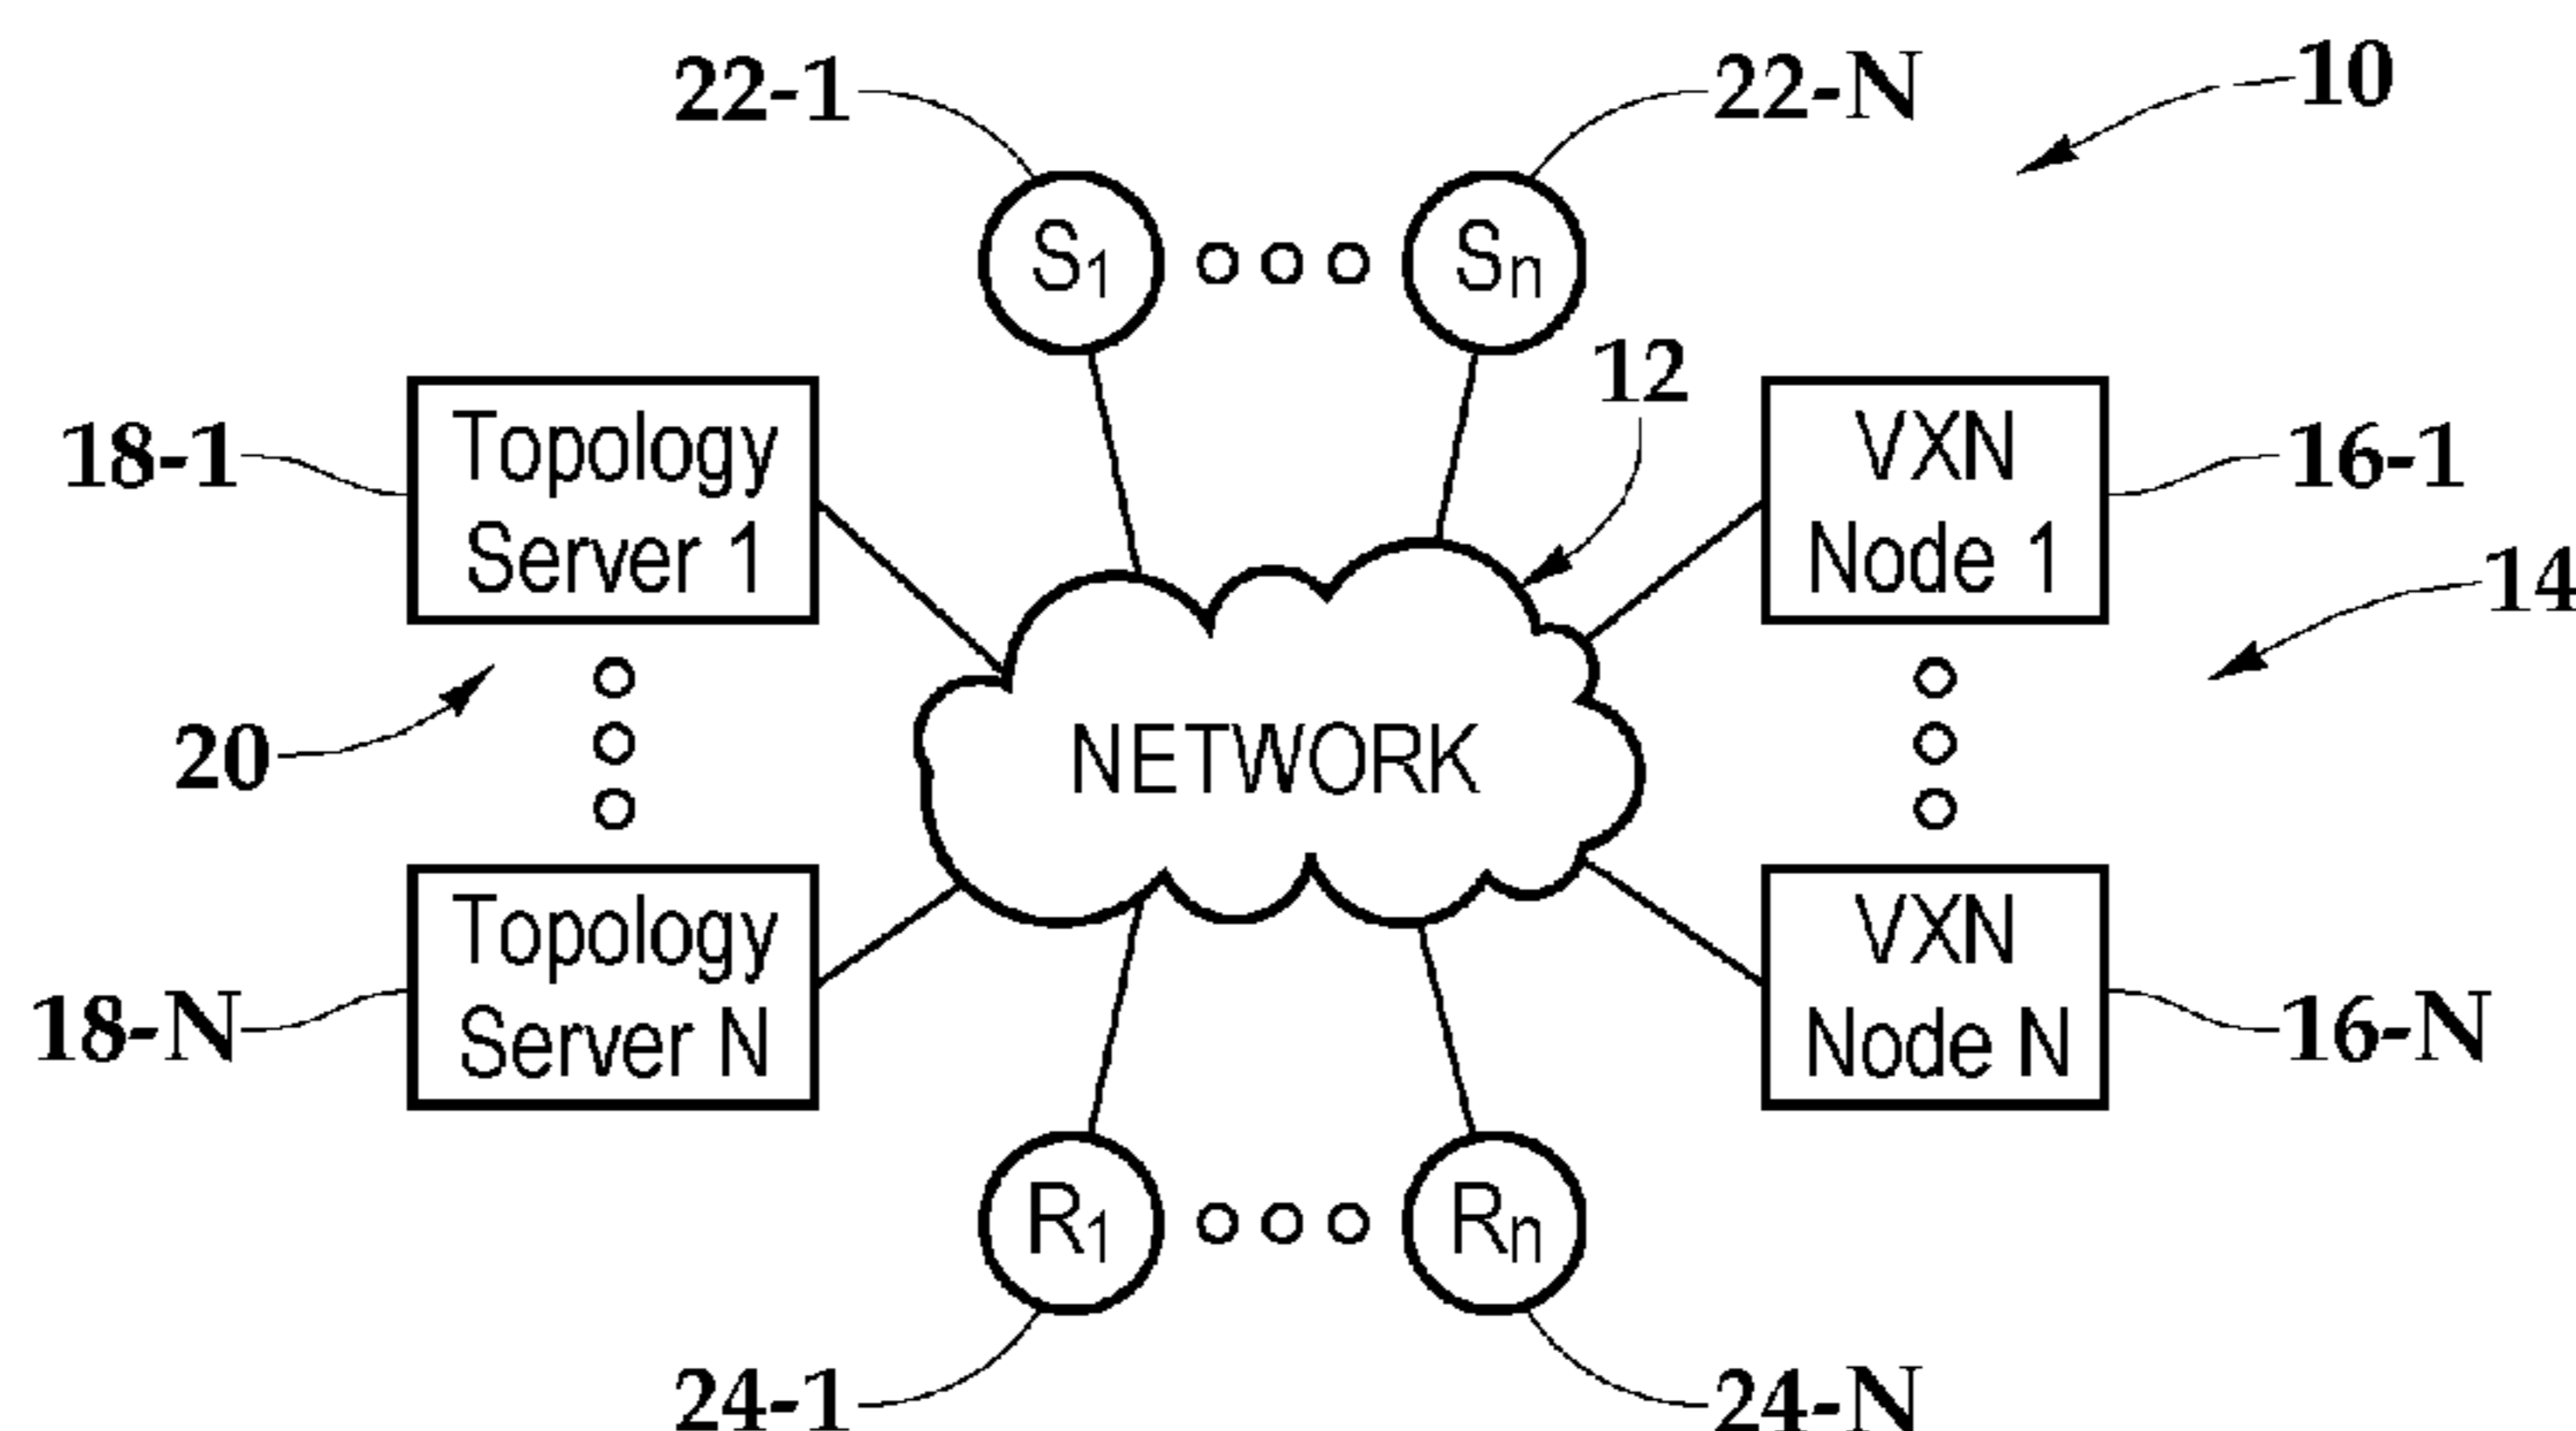 22-1
22-N
10
S1
Sn
12
18-1
Topology
Server 1
VXN
Node 1
16-1
14
20
NETWORK
18-N
Topology
Server N
VXN
Node N
16-N
R1
Rn
24-1
24-N